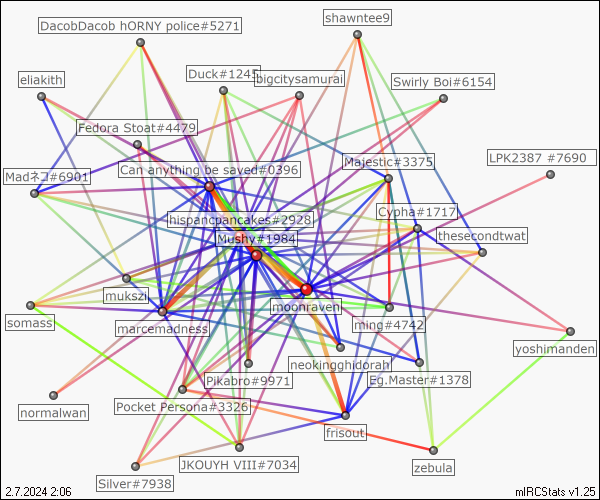 shawntee9
DacobDacob hORNY police#5271
Duck#1245
bigcitysamurai
eliakith
Swirly Boi#6154
Fedora Stoat#4479
LPK2387 #7690
Majestic#3375
Can anything be saved#0396
Madネコ#6901
Cypha#1717
hispancpancakes#2928
Mushy#1984
thesecondtwat
mukszi
moonraven
somass
marcemadness
ming#4742
yoshimanden
neokingghidorah
Pikabro#9971
Eg.Master#1378
normalwan
Pocket Persona#3326
frisout
JKOUYH VIII#7034
zebula
Silver#7938
2.7.2024 2:06
mIRCStats v1.25